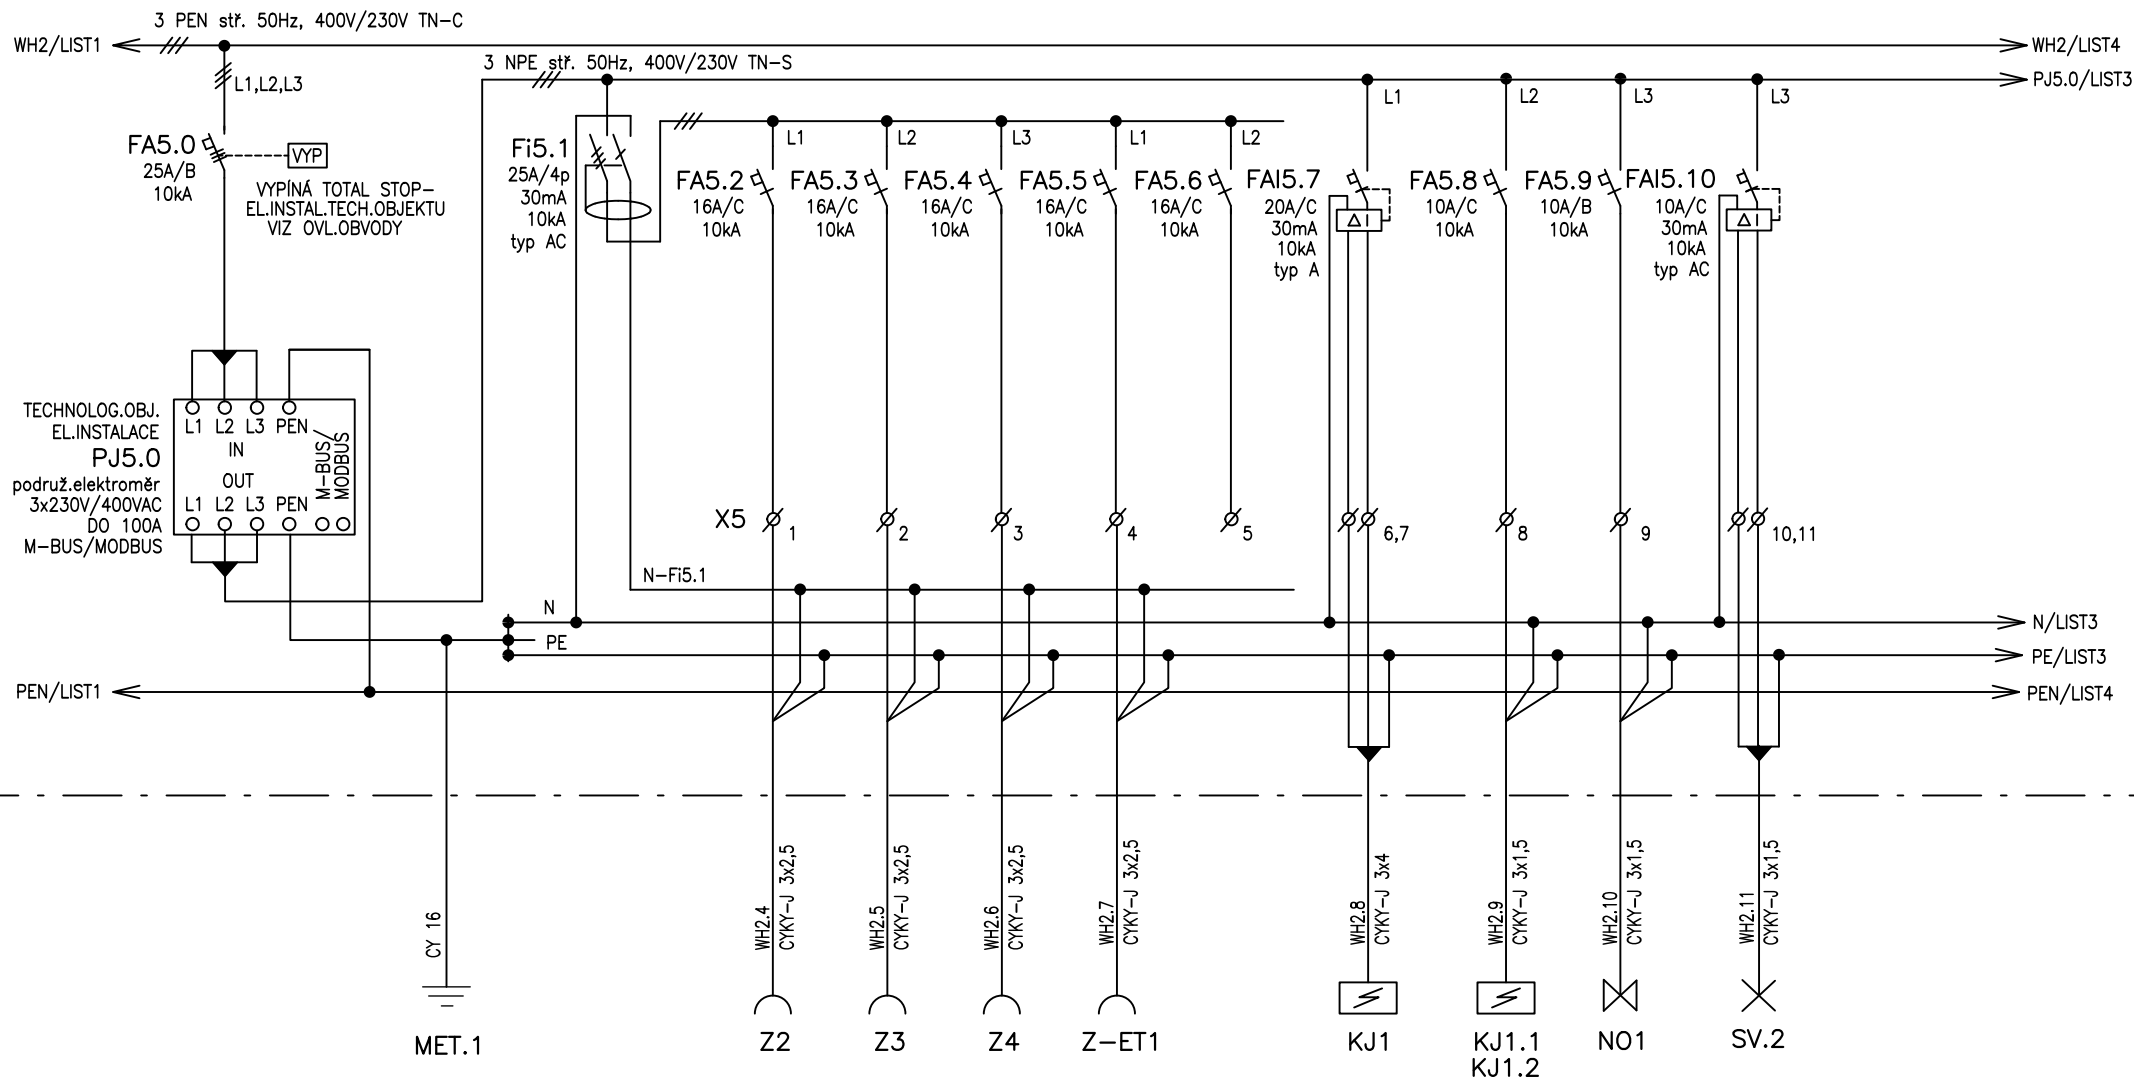 3 PEN stř. 50Hz, 400V/230V TN-C
WH2/LIST1
WH2/LIST4
3 NPE stř. 50Hz, 400V/230V TN-S
PJ5.0/LIST3
L1,L2,L3
L1
L2
L3
L3
L1
L2
L3
L1
L2
FA5.0
25A/B
10kA
VYP
VYPÍNÁ TOTAL STOP-
EL.INSTAL.TECH.OBJEKTU
VIZ OVL.OBVODY
Fi5.1
25A/4p
30mA
10kA
typ AC
FA5.2
16A/C
10kA
FA5.3
16A/C
10kA
FA5.4
16A/C
10kA
FA5.5
16A/C
10kA
FA5.6
16A/C
10kA
FAI5.7
20A/C
30mA
10kA
typ A
FA5.8
10A/C
10kA
FA5.9
10A/B
10kA
FAI5.10
10A/C
30mA
10kA
typ AC
TECHNOLOG.OBJ.
EL.INSTALACE
PJ5.0
podruž.elektroměr
3x230V/400VAC
DO 100A
M-BUS/MODBUS
L1 L2 L3 PEN
IN
OUT
L1 L2 L3 PEN
M-BUS/
MODBUS
X5
1
2
3
4
5
6,7
8
9
10,11
N-Fi5.1
N
N/LIST3
PE
PE/LIST3
PEN/LIST1
PEN/LIST4
CY 16
WH2.4
CYKY-J 3x2,5
WH2.5
CYKY-J 3x2,5
WH2.6
CYKY-J 3x2,5
WH2.7
CYKY-J 3x2,5
WH2.8
CYKY-J 3x4
WH2.9
CYKY-J 3x1,5
WH2.10
CYKY-J 3x1,5
WH2.11
CYKY-J 3x1,5
MET.1
Z2
Z3
Z4
Z-ET1
KJ1
KJ1.1
KJ1.2
NO1
SV.2